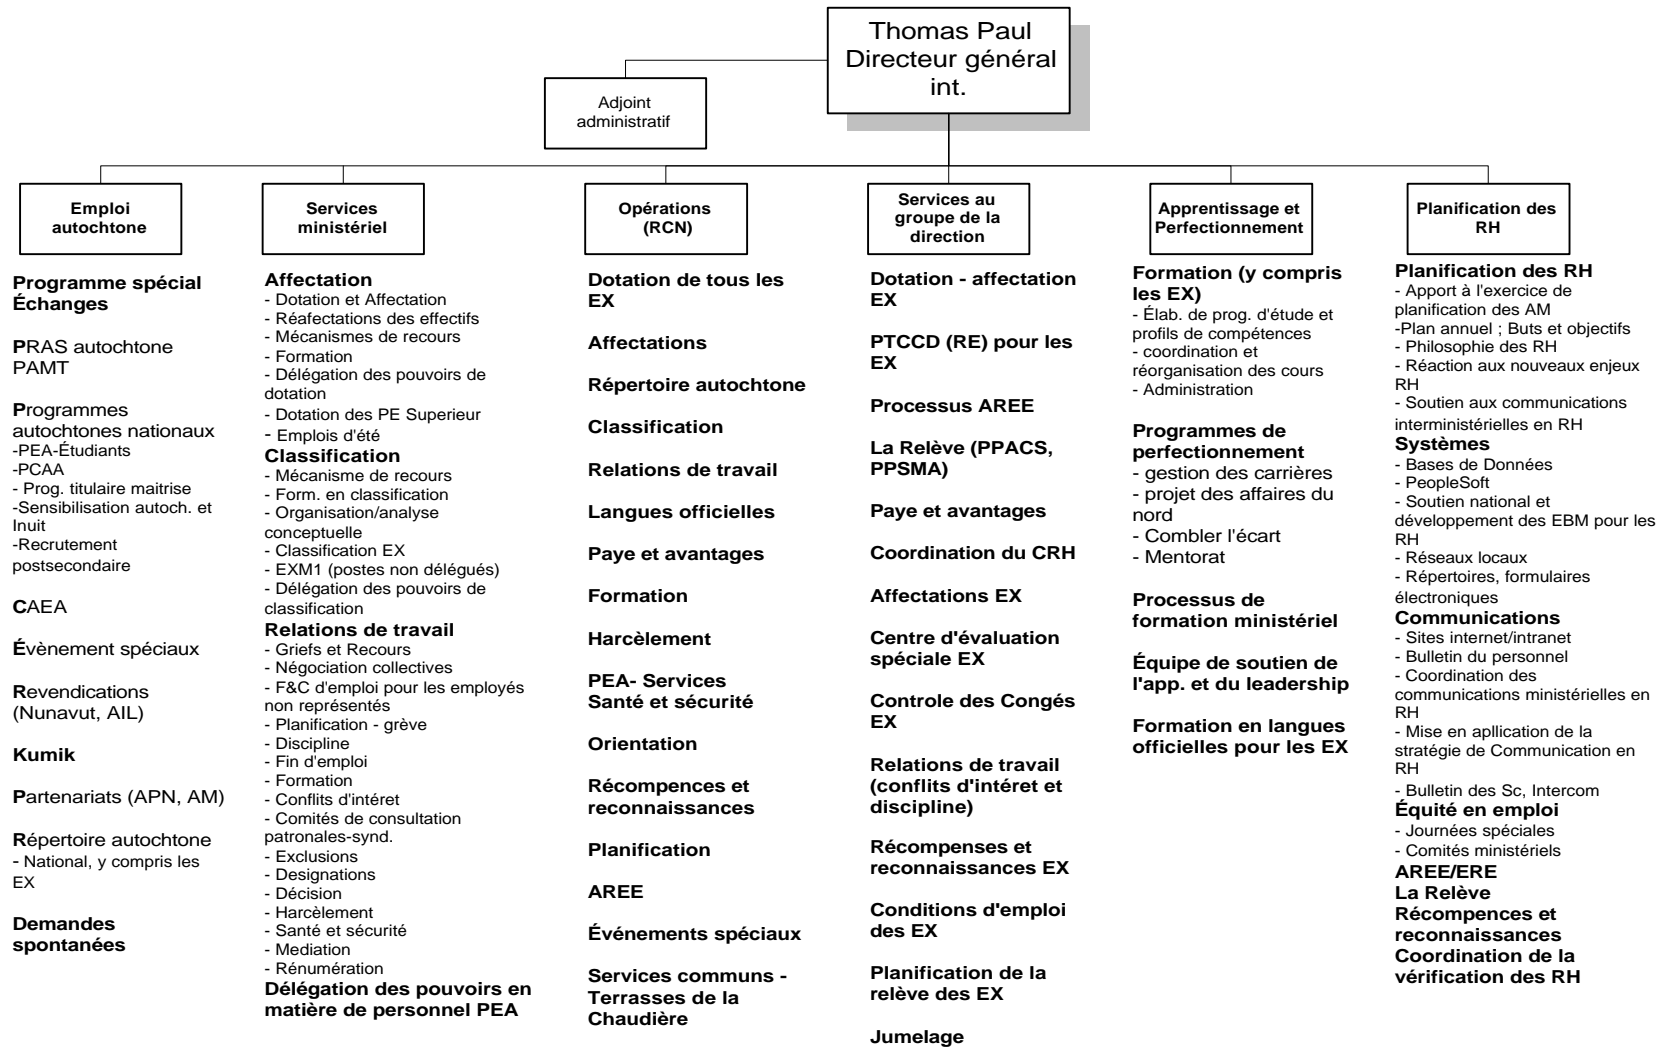 Thomas Paul
Directeur général
int.
Adjoint
administratif
Emploi
autochtone
Services
ministériel
Opérations
(RCN)
Services au
groupe de la
direction
Apprentissage et
Perfectionnement
Planification des
RH
Programme spécial
Échanges
PRAS autochtone
PAMT
Programmes
autochtones nationaux
-PEA-Étudiants
-PCAA
- Prog. titulaire maitrise
-Sensibilisation autoch. et
Inuit
-Recrutement
postsecondaire
CAEA
Évènement spéciaux
Revendications
(Nunavut, AIL)
Kumik
Partenariats (APN, AM)
Répertoire autochtone
- National, y compris les
EX
Demandes
spontanées
Affectation
- Dotation et Affectation
- Réafectations des effectifs
- Mécanismes de recours
- Formation
- Délégation des pouvoirs de
dotation
- Dotation des PE Superieur
- Emplois d'été
Classification
- Mécanisme de recours
- Form. en classification
- Organisation/analyse
conceptuelle
- Classification EX
- EXM1 (postes non délégués)
- Délégation des pouvoirs de
classification
Relations de travail
- Griefs et Recours
- Négociation collectives
- F&C d'emploi pour les employés
non représentés
- Planification - grève
- Discipline
- Fin d'emploi
- Formation
- Conflits d'intéret
- Comités de consultation
patronales-synd.
- Exclusions
- Designations
- Décision
- Harcèlement
- Santé et sécurité
- Mediation
- Rénumération
Délégation des pouvoirs en
matière de personnel PEA
Dotation de tous les
EX
Affectations
Répertoire autochtone
Classification
Relations de travail
Langues officielles
Paye et avantages
Formation
Harcèlement
PEA- Services
Santé et sécurité
Orientation
Récompences et
reconnaissances
Planification
AREE
Événements spéciaux
Services communs -
Terrasses de la
Chaudière
Dotation - affectation
EX
PTCCD (RE) pour les
EX
Processus AREE
La Relève (PPACS,
PPSMA)
Paye et avantages
Coordination du CRH
Affectations EX
Centre d'évaluation
spéciale EX
Controle des Congés
EX
Relations de travail
(conflits d'intéret et
discipline)
Récompenses et
reconnaissances EX
Conditions d'emploi
des EX
Planification de la
relève des EX
Jumelage
Formation (y compris
les EX)
- Élab. de prog. d'étude et
profils de compétences
- coordination et
réorganisation des cours
- Administration
Programmes de
perfectionnement
- gestion des carrières
- projet des affaires du
nord
- Combler l'écart
- Mentorat
Processus de
formation ministériel
Équipe de soutien de
l'app. et du leadership
Formation en langues
officielles pour les EX
Planification des RH
- Apport à l'exercice de
planification des AM
-Plan annuel ; Buts et objectifs
- Philosophie des RH
- Réaction aux nouveaux enjeux
RH
- Soutien aux communications
interministérielles en RH
Systèmes
- Bases de Données
- PeopleSoft
- Soutien national et
développement des EBM pour les
RH
- Réseaux locaux
- Répertoires, formulaires
électroniques
Communications
- Sites internet/intranet
- Bulletin du personnel
- Coordination des
communications ministérielles en
RH
- Mise en apllication de la
stratégie de Communication en
RH
- Bulletin des Sc, Intercom
Équité en emploi
- Journées spéciales
- Comités ministériels
AREE/ERE
La Relève
Récompences et
reconnaissances
Coordination de la
vérification des RH